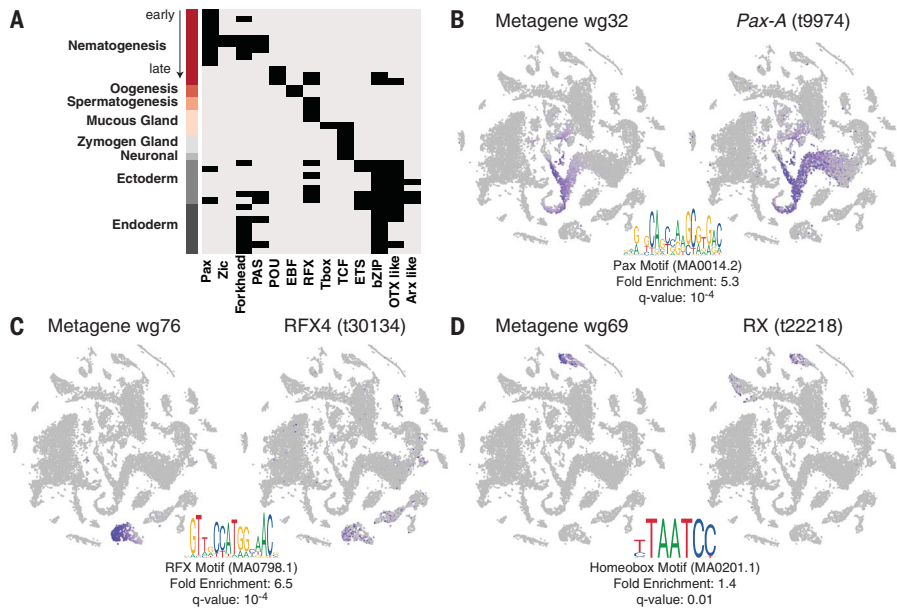 A
early
Nematogenesis
late
Oogenesis
Spermatogenesis
Mucous Gland
Zymogen Gland
Neuronal
Ectoderm
Endoderm
Pax
Zic
Forkhead
PAS
POU
EBF
RFX
Tbox
TCF
ETS
bZIP
OTX like
Arx like
B
Metagene wg32
Pax-A (t9974)
Pax Motif (MA0014.2)
Fold Enrichment: 5.3
q-value: 10-4
C
Metagene wg76
RFX4 (t30134)
RFX Motif (MA0798.1)
Fold Enrichment: 6.5
q-value: 10-4
D
Metagene wg69
RX (t22218)
TAATCC
Homeobox Motif (MA0201.1)
Fold Enrichment: 1.4
q-value: 0.01